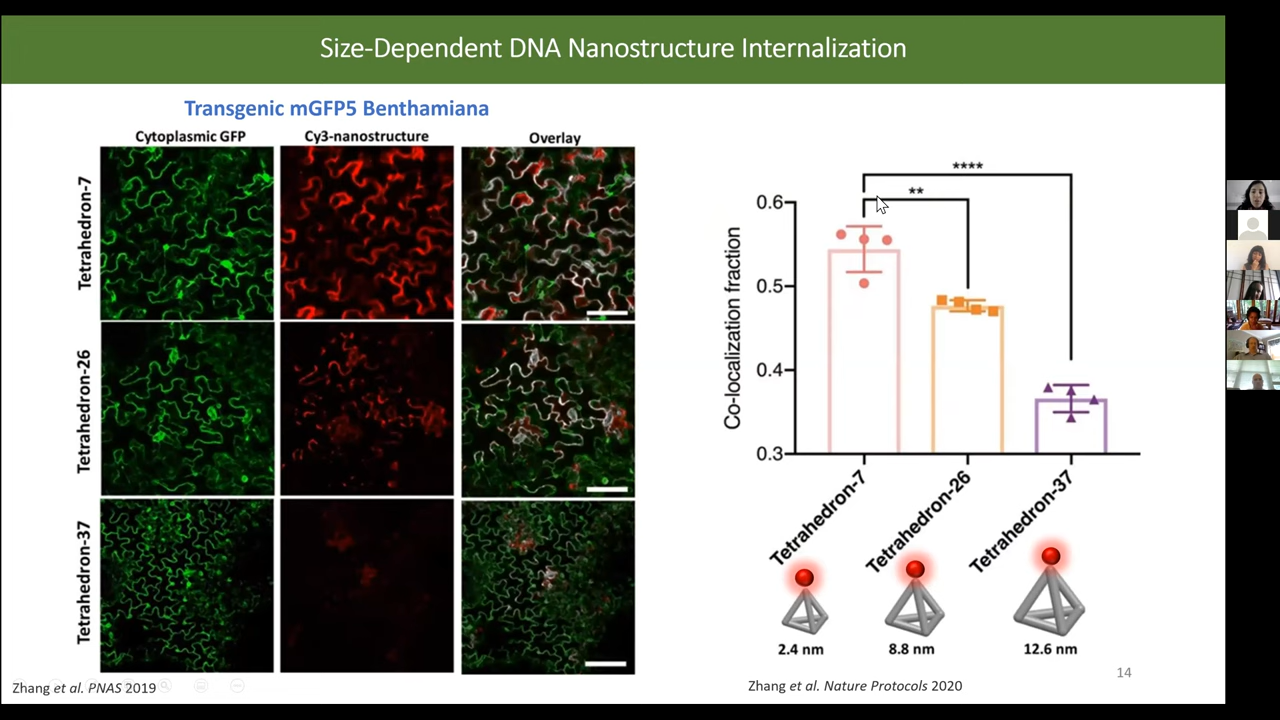 Size-Dependent DNA Nanostructure Internalization
Transgenic mGFP5 Benthamiana
Cytoplasmic GFP
Cy3-nanostructure
Overlay
Tetrahedron-7
Tetrahedron-26
Tetrahedron-37
Zhang et al. PNAS 2019
****
**
Co-localization fraction
0.6
0.5
0.4
0.3
Tetrahedron-7
Tetrahedron-26
Tetrahedron-37
2.4 nm
8.8 nm
12.6 nm
Zhang et al. Nature Protocols 2020
14